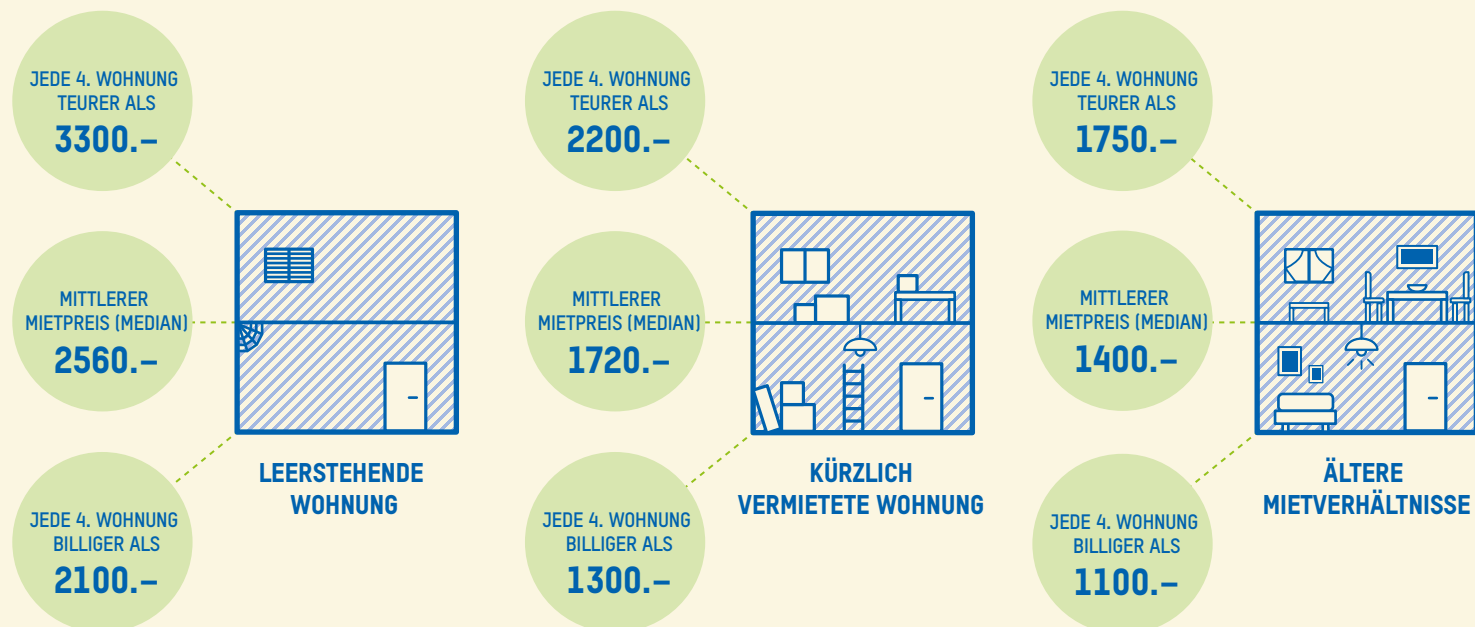 JEDE 4. WOHNUNG
TEURER ALS
3300.–
MITTLERER
MIETPREIS (MEDIAN)
2560.–
JEDE 4. WOHNUNG
BILLIGER ALS
2100.–
LEERSTEHENDE
WOHNUNG
JEDE 4. WOHNUNG
TEURER ALS
2200.–
MITTLERER
MIETPREIS (MEDIAN)
1720.–
JEDE 4. WOHNUNG
BILLIGER ALS
1300.–
KÜRZLICH
VERMIETETE WOHNUNG
JEDE 4. WOHNUNG
TEURER ALS
1750.–
MITTLERER
MIETPREIS (MEDIAN)
1400.–
JEDE 4. WOHNUNG
BILLIGER ALS
1100.–
ÄLTERE
MIETVERHÄLTNISSE